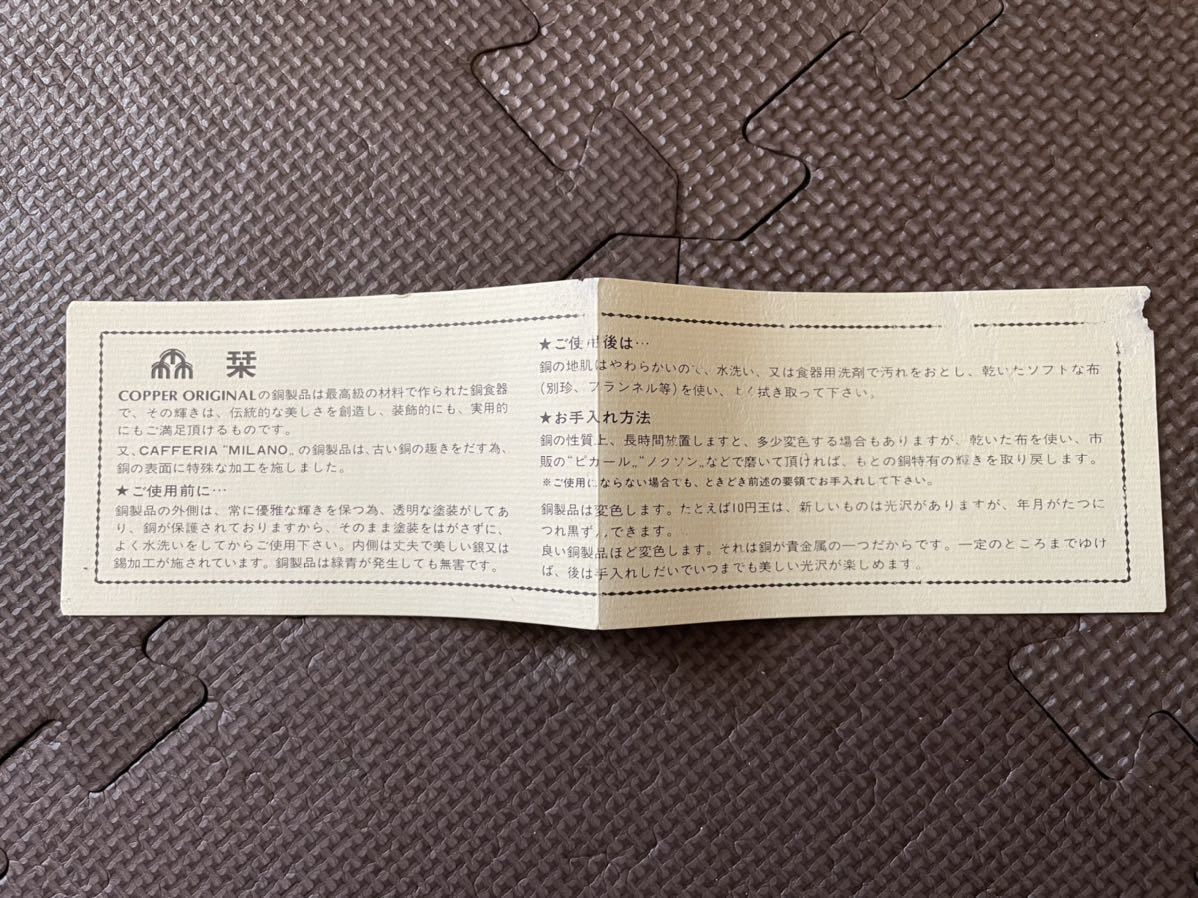 栞
COPPER ORIGINALの銅製品は最高級の材料で作られた銅食器
で、その輝きは、伝統的な美しさを創造し、装飾的にも、実用的
にもご満足頂けるものです。
又、CAFFERIA "MILANO„ の銅製品は、古い銅の趣きをだす為、
銅の表面に特殊な加工を施しました。
★ご使用前に…
銅製品の外側は、常に優雅な輝きを保つ為、透明な塗装がしてあ
り、銅が保護されておりますから、そのまま塗装をはがさずに、
よく水洗いをしてからご使用下さい。内側は丈夫で美しい銀又は
錫加工が施されています。銅製品は緑青が発生しても無害です。
★ご使用後は…
銅の地肌はやわらかいので、水洗い、又は食器用洗剤で汚れをおとし、乾いたソフトな布
(別珍、フランネル等)を使い、よく拭き取って下さい。
★お手入れ方法
銅の性質上、長時間放置しますと、多少変色する場合もありますが、乾いた布を使い、市
販の"ピカール„"ノクソン„などで磨いて頂ければ、もとの銅特有の輝きを取り戻します。
※ご使用にならない場合でも、ときどき前述の要領でお手入れして下さい。
銅製品は変色します。たとえば10円玉は、新しいものは光沢がありますが、年月がたつに
つれ黒ずんできます。
良い銅製品ほど変色します。それは銅が貴金属の一つだからです。一定のところまでゆけ
ば、後は手入れしだいでいつまでも美しい光沢が楽しめます。